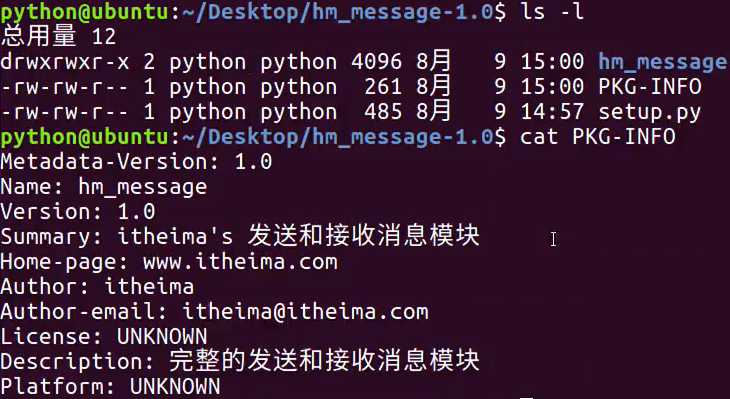 python@ubuntu:~/Desktop/hm_message-1.0$ ls -l
总用量 12
drwxrwxr-x 2 python python 4096 8月   9 15:00 hm_message
-rw-rw-r-- 1 python python  261 8月   9 15:00 PKG-INFO
-rw-rw-r-- 1 python python  485 8月   9 14:57 setup.py
python@ubuntu:~/Desktop/hm_message-1.0$ cat PKG-INFO
Metadata-Version: 1.0
Name: hm_message
Version: 1.0
Summary: itheima's 发送和接收消息模块
Home-page: www.itheima.com
Author: itheima
Author-email: itheima@itheima.com
License: UNKNOWN
Description: 完整的发送和接收消息模块
Platform: UNKNOWN